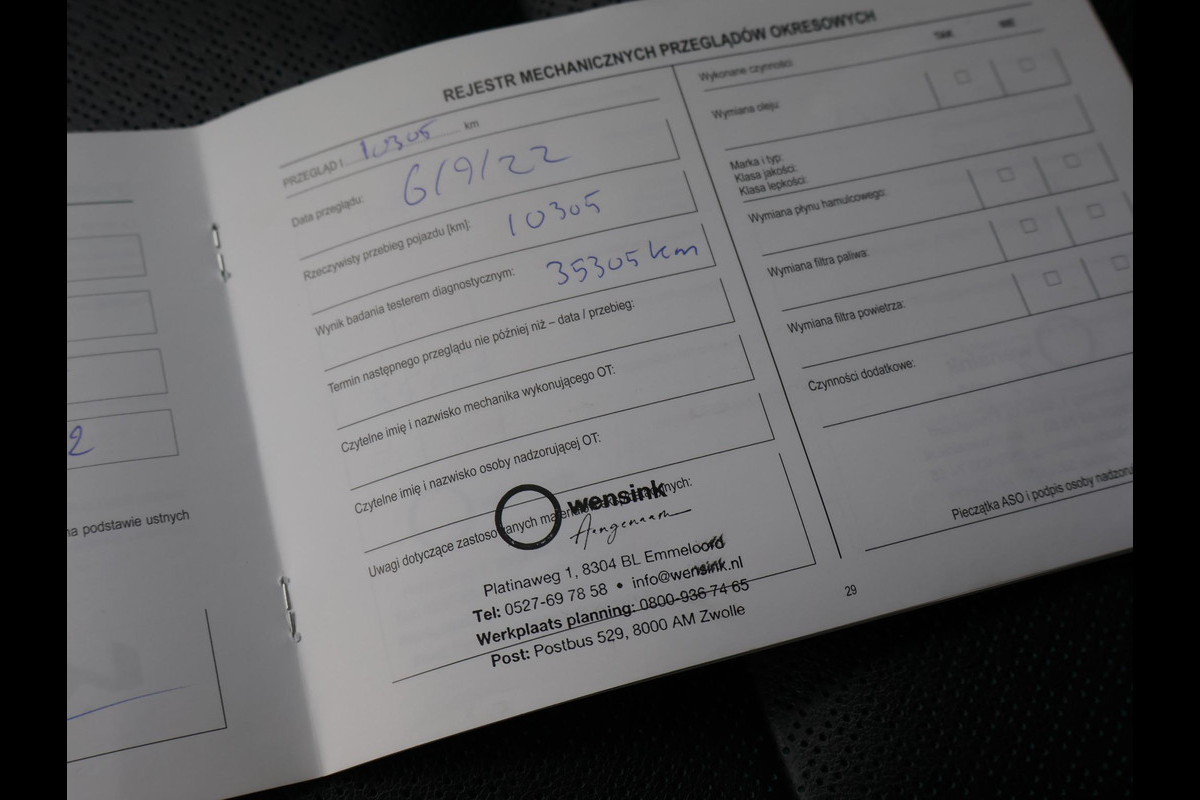 REJESTR MECHANICZNYCH PRZEGLĄDÓW OKRESOWYCH
PRZEGLĄD I 10305 km
Data przeglądu: 6/9/22
Rzeczywisty przebieg pojazdu [km]: 10305
Wynik badania testerem diagnostycznym: 35305 km
Termin następnego przeglądu nie później niż – data / przebieg:
Czytelne imię i nazwisko mechanika wykonującego OT:
Czytelne imię i nazwisko osoby nadzorującej OT:
Uwagi dotyczące
wensink
Aangenaam
Platinaweg 1, 8304 BL Emmeloord
Tel: 0527-69 78 58 • info@wensink.nl
Werkplaats planning: 0800-936 74 65
Post: Postbus 529, 8000 AM Zwolle
TAK NIE
Wykonane czynności:
Wymiana oleju:
Marka i typ:
Klasa jakości:
Klasa lepkości:
Wymiana płynu hamulcowego:
Wymiana filtra paliwa:
Wymiana filtra powietrza:
Czynności dodatkowe:
Pieczątka ASO i podpis osoby
29
2
na podstawie ustnych